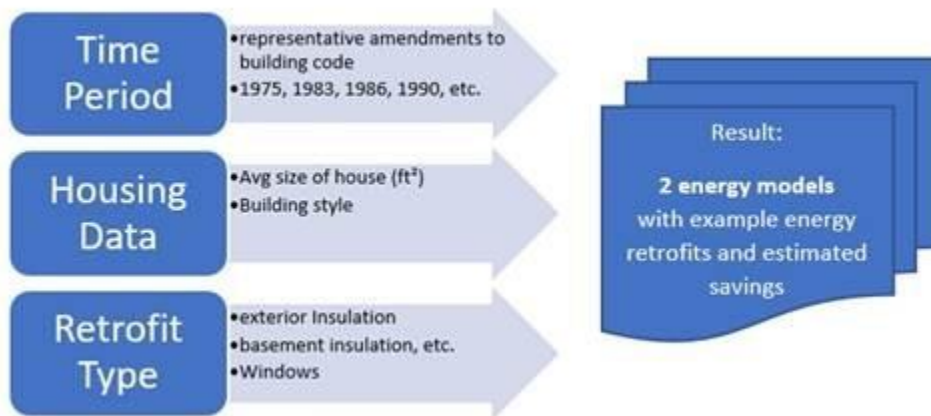 Time
Period
•representative amendments to
building code
•1975, 1983, 1986, 1990, etc.
Housing
Data
•Avg size of house (ft²)
•Building style
Retrofit
Type
•exterior Insulation
•basement insulation, etc.
•Windows
Result:
2 energy models
with example energy
retrofits and estimated
savings